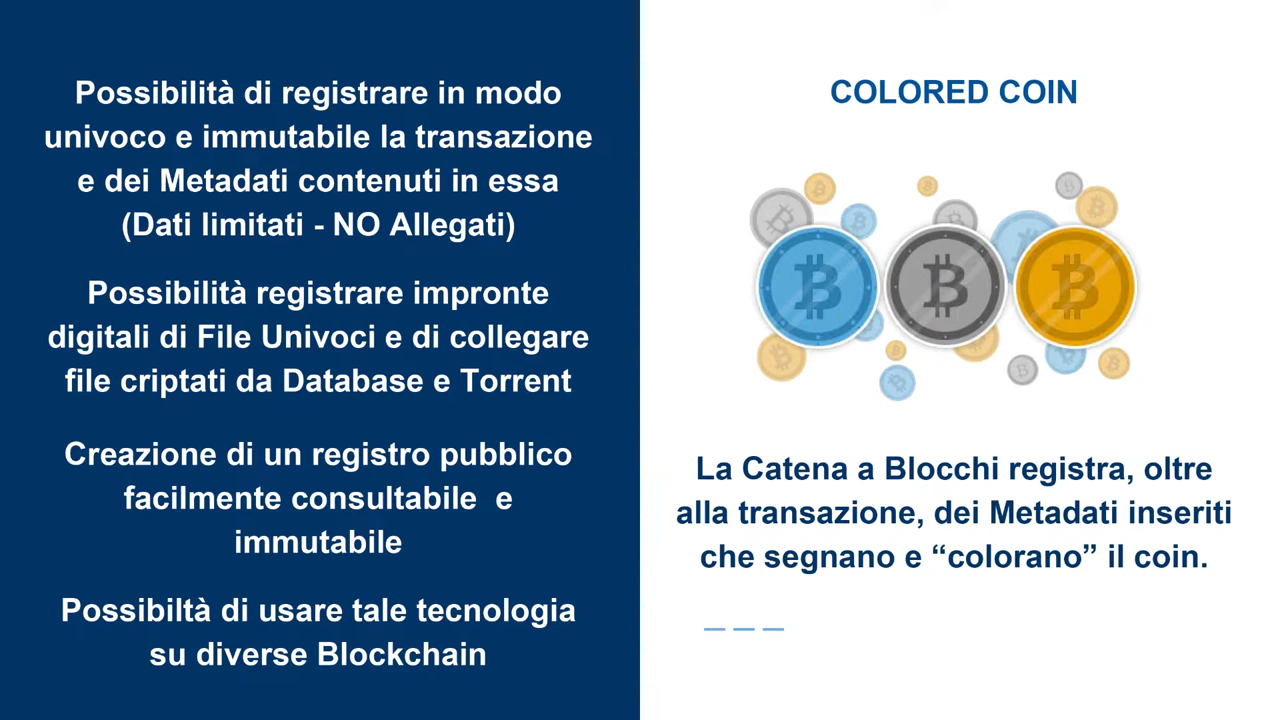 Possibilità di registrare in modo
univoco e immutabile la transazione
e dei Metadati contenuti in essa
(Dati limitati - NO Allegati)
Possibilità registrare impronte
digitali di File Univoci e di collegare
file criptati da Database e Torrent
Creazione di un registro pubblico
facilmente consultabile  e
immutabile
Possibiltà di usare tale tecnologia
su diverse Blockchain
COLORED COIN
La Catena a Blocchi registra, oltre
alla transazione, dei Metadati inseriti
che segnano e “colorano” il coin.